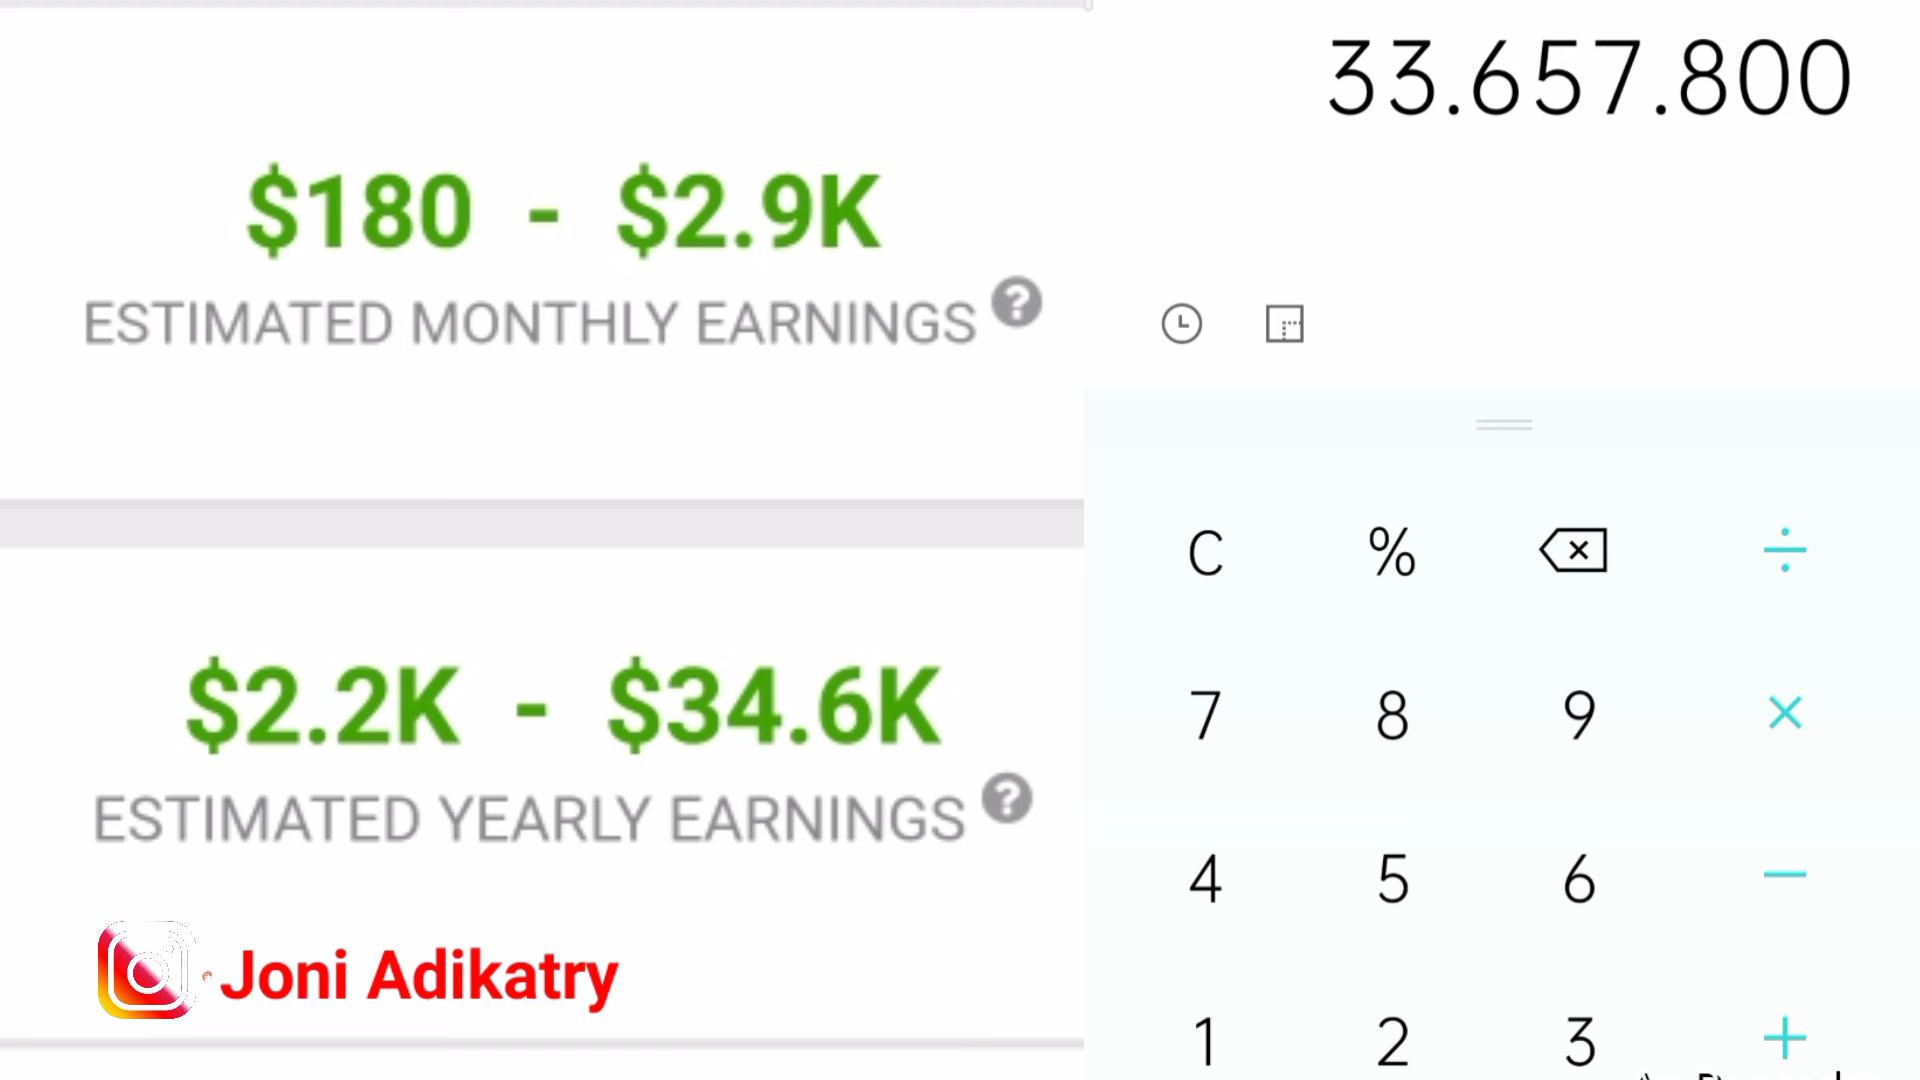 $180 - $2.9K
ESTIMATED MONTHLY EARNINGS ?
$2.2K - $34.6K
ESTIMATED YEARLY EARNINGS ?
Joni Adikatry
33.657.800
C % ÷
7 8 9 ×
4 5 6 −
1 2 3 +